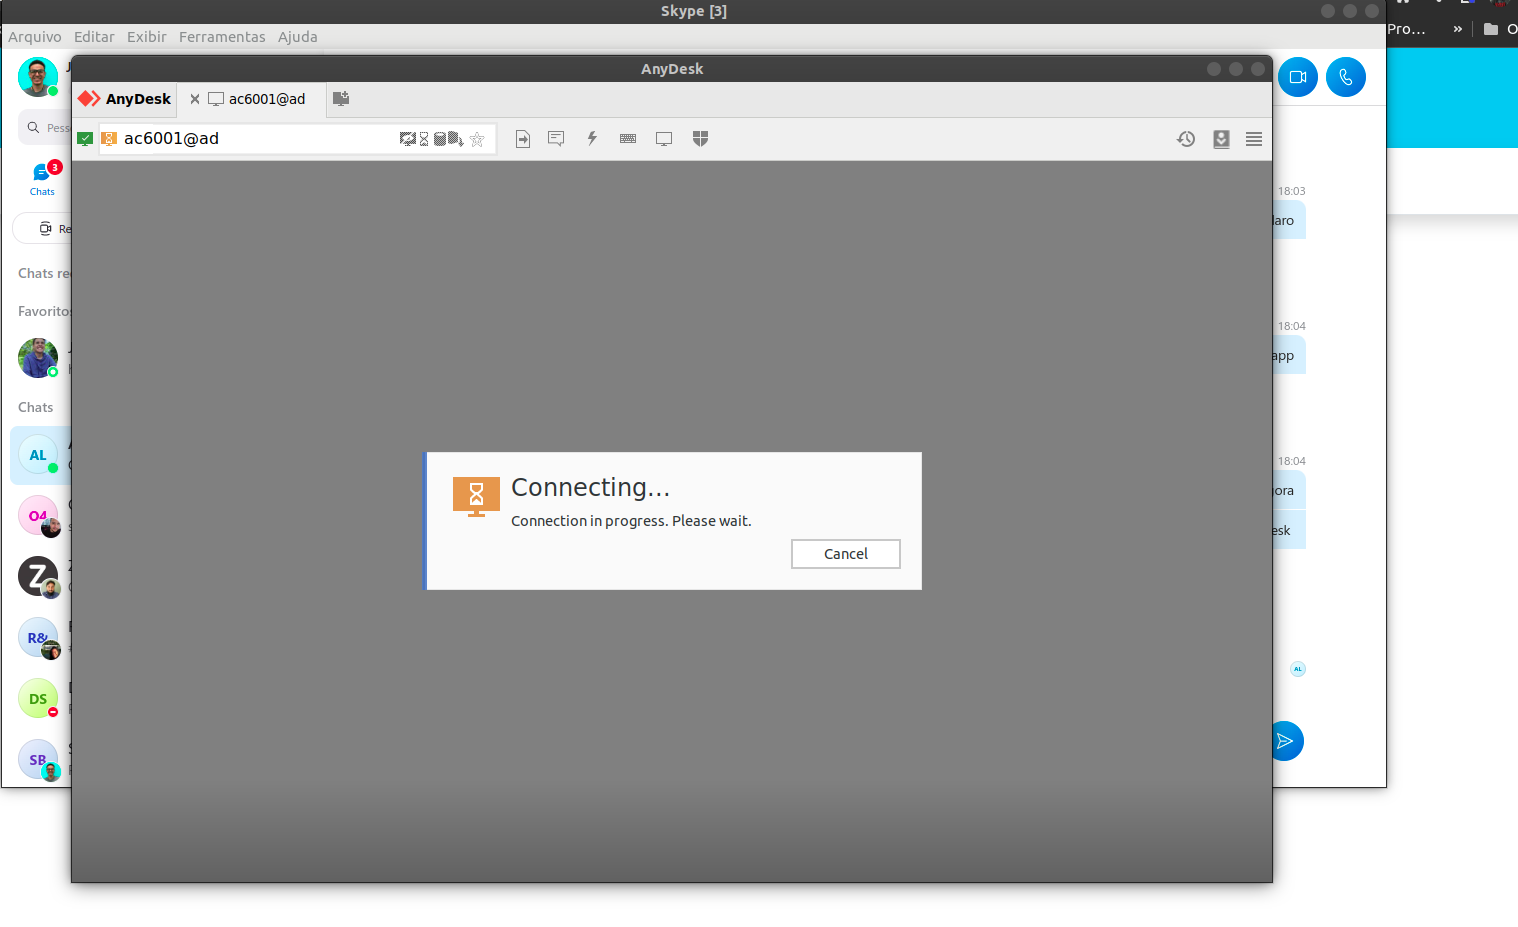 Skype [3]
Arquivo Editar Exibir Ferramentas Ajuda
Pro... » O
AnyDesk
AnyDesk ac6001@ad
ac6001@ad
Pess
3
Chats
Re
Chats re
Favoritos
Chats
AL
O4
Z
R&
DS
SB
18:03
laro
18:04
app
18:04
gora
esk
AL
Connecting...
Connection in progress. Please wait.
Cancel